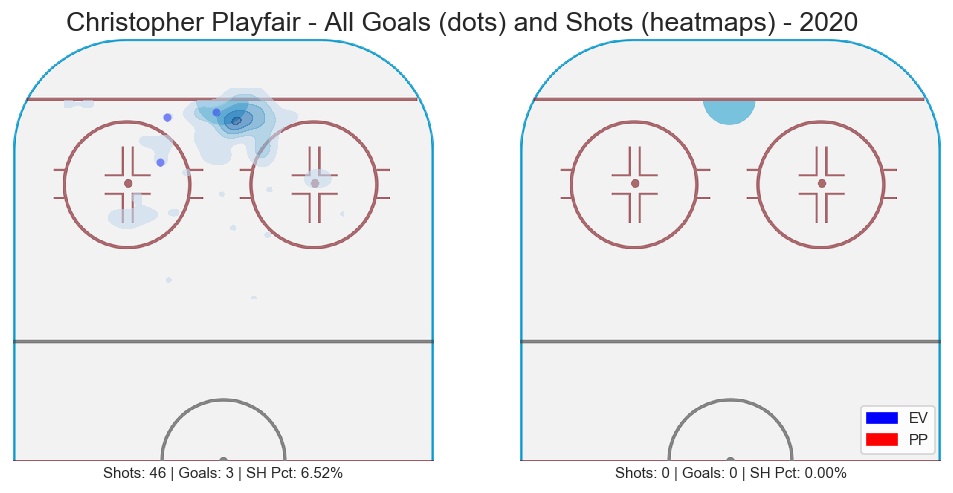 Christopher Playfair - All Goals (dots) and Shots (heatmaps) - 2020
EV
PP
Shots: 46 | Goals: 3 | SH Pct: 6.52%
Shots: 0 | Goals: 0 | SH Pct: 0.00%